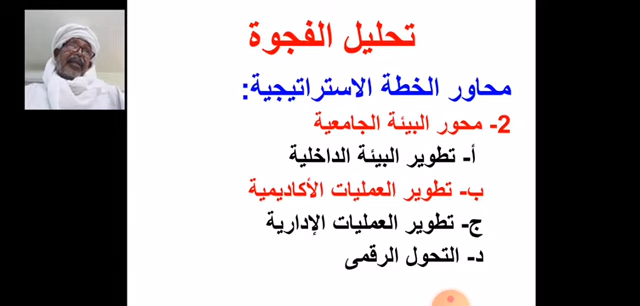 تحليل الفجوة
محاور الخطة الاستراتيجية:
2- محور البيئة الجامعية
أ- تطوير البيئة الداخلية
ب- تطوير العمليات الأكاديمية
ج- تطوير العمليات الإدارية
د- التحول الرقمى